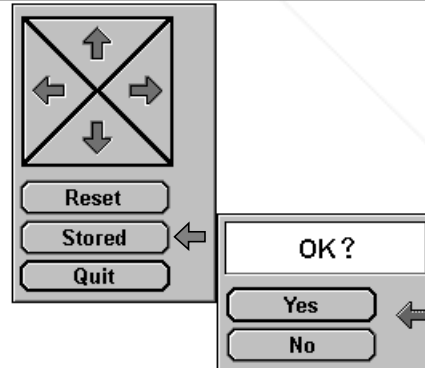 Reset
Stored
Quit
OK?
Yes
No